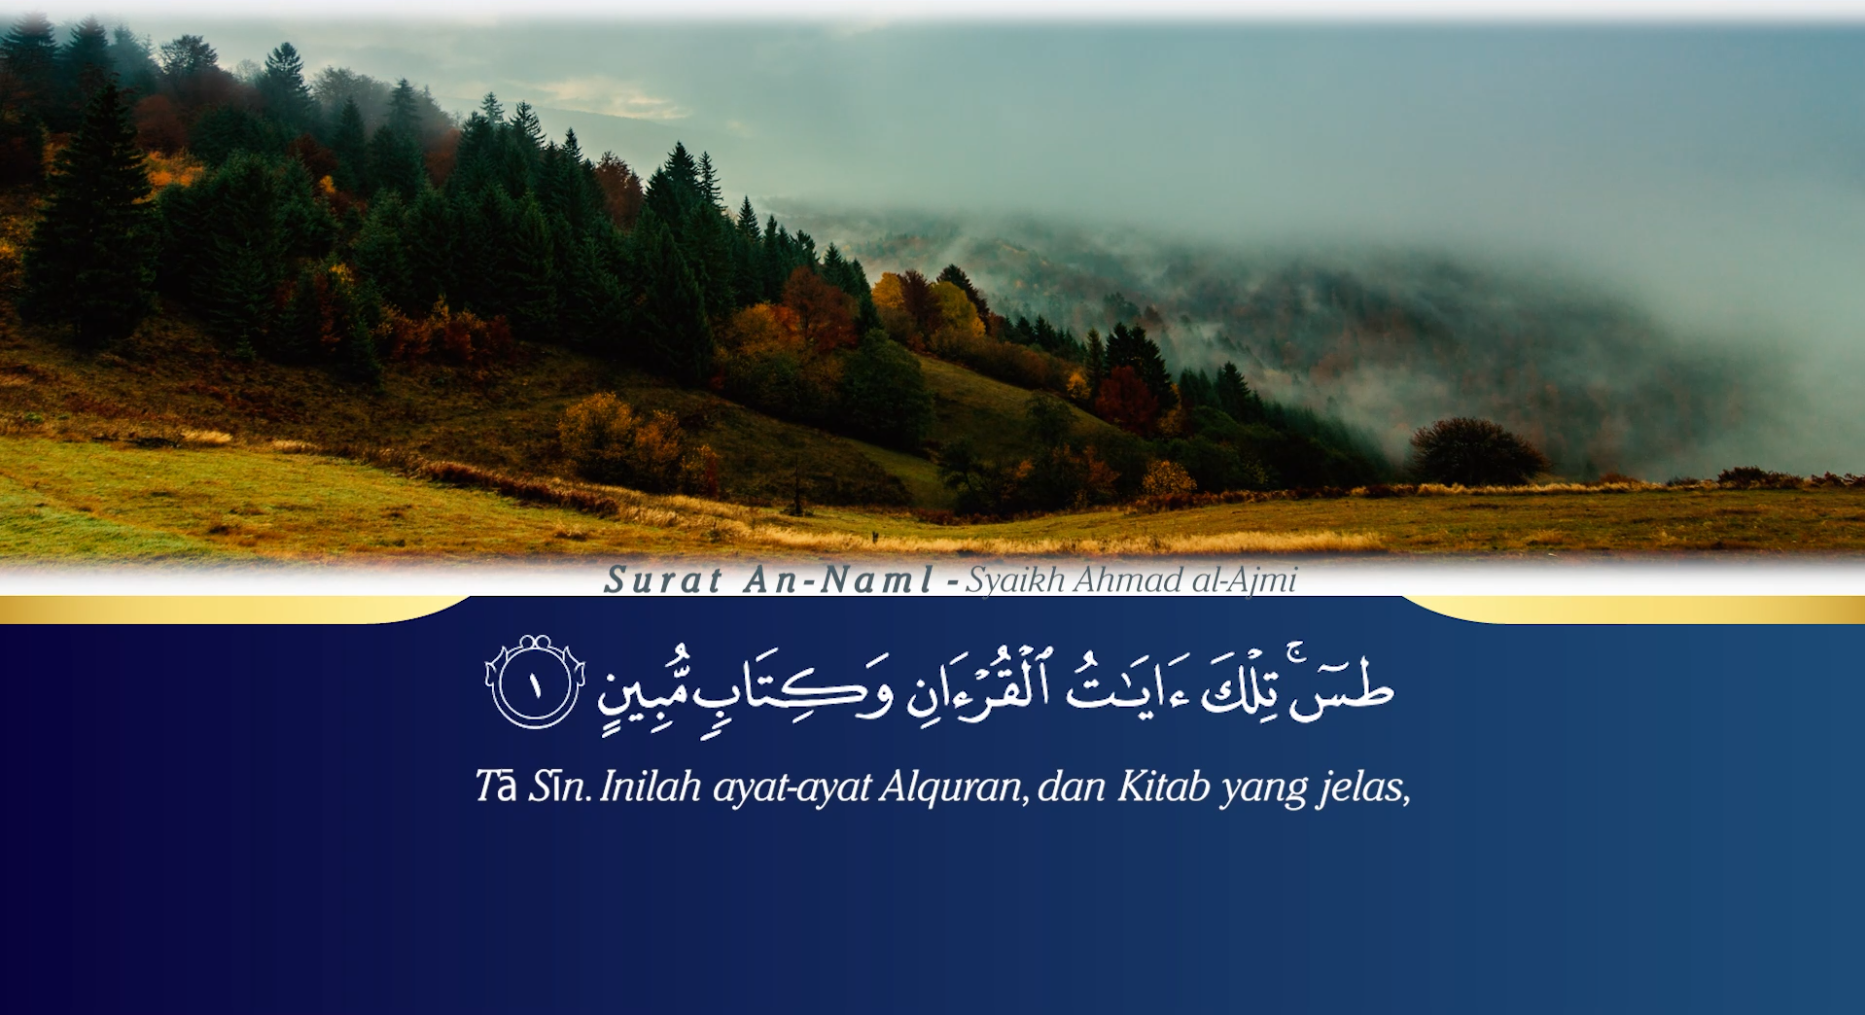 Surat An-Naml - Syaikh Ahmad al-Ajmi
طسٓۚ تِلۡكَ ءَايَٰتُ ٱلۡقُرۡءَانِ وَكِتَابٖ مُّبِينٍ ١
Tā Sīn. Inilah ayat-ayat Alquran, dan Kitab yang jelas,